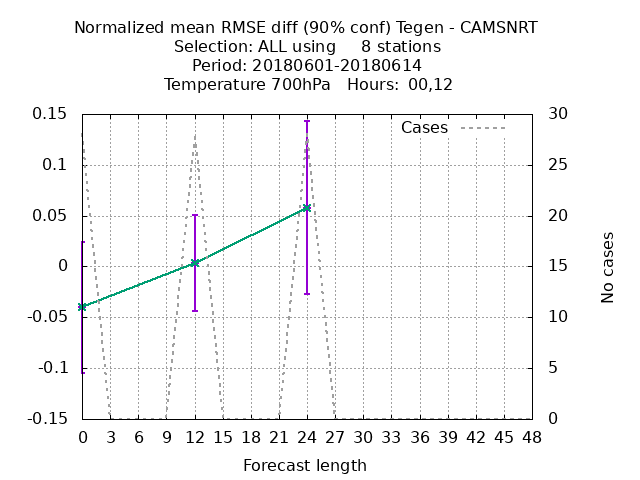 Normalized mean RMSE diff (90% conf) Tegen - CAMSNRT
Selection: ALL using     8 stations
Period: 20180601-20180614
Temperature 700hPa   Hours: 00,12
Cases
0.15
0.1
0.05
0
-0.05
-0.1
-0.15
30
25
20
15
10
5
0
No cases
0 3 6 9 12 15 18 21 24 27 30 33 36 39 42 45 48
Forecast length